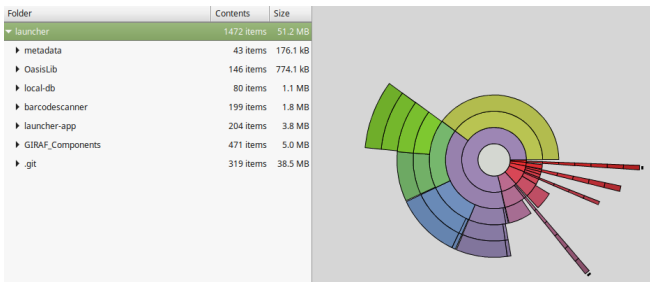 Folder Contents Size
launcher 1472 items 51.2 MB
metadata 43 items 176.1 kB
OasisLib 146 items 774.1 kB
local-db 80 items 1.1 MB
barcodescanner 199 items 1.8 MB
launcher-app 204 items 3.8 MB
GIRAF_Components 471 items 5.0 MB
.git 319 items 38.5 MB